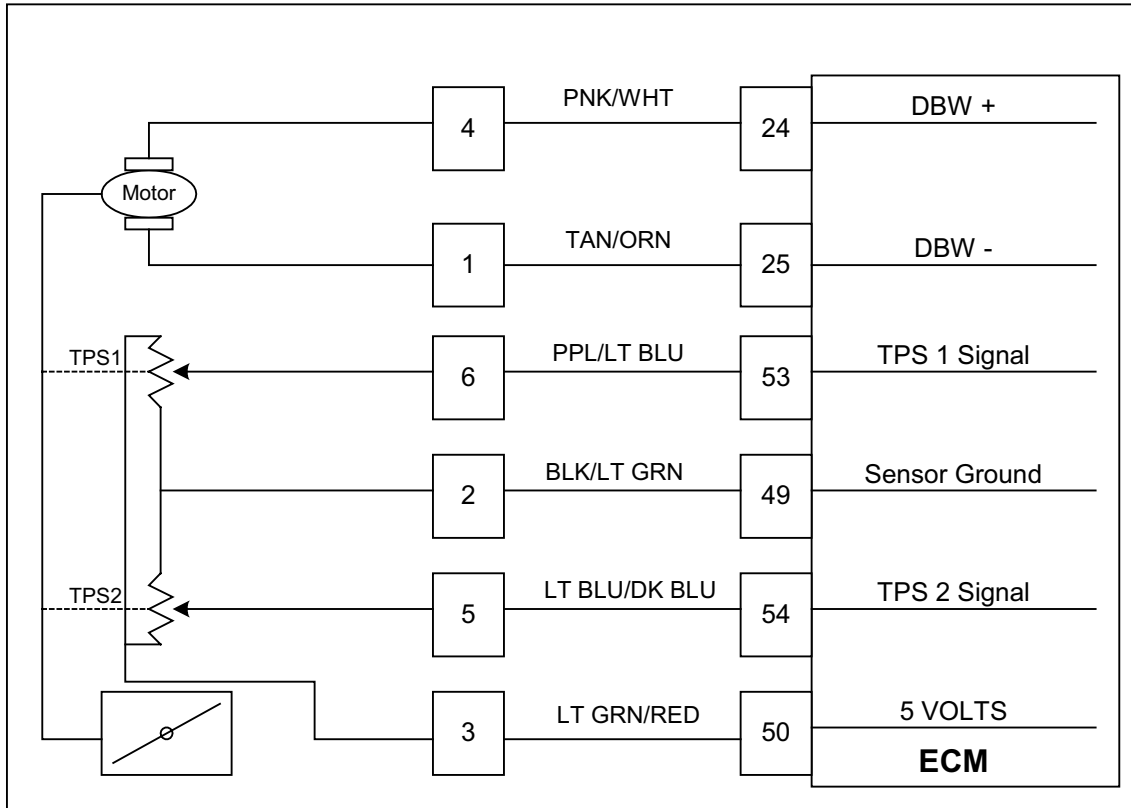 PNK/WHT
4
24
DBW +
Motor
TAN/ORN
1
25
DBW -
TPS1
PPL/LT BLU
6
53
TPS 1 Signal
BLK/LT GRN
2
49
Sensor Ground
TPS2
LT BLU/DK BLU
5
54
TPS 2 Signal
LT GRN/RED
3
50
5 VOLTS
ECM